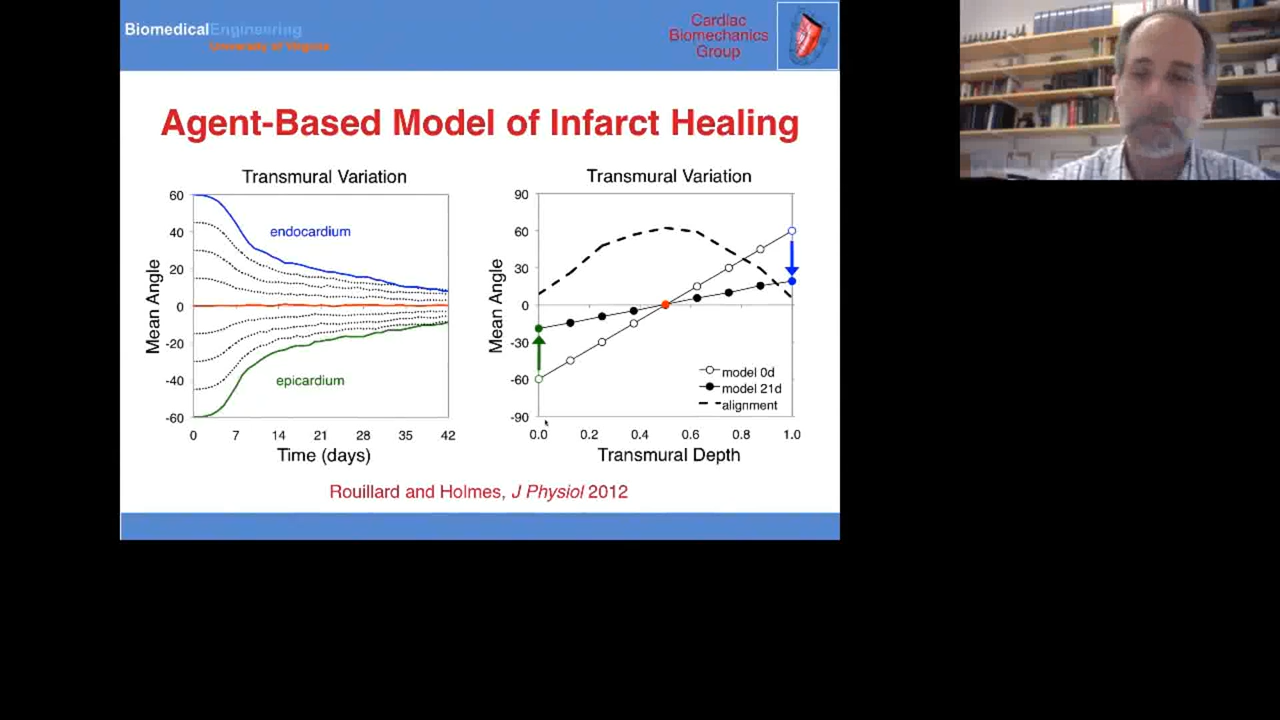 BiomedicalEngineering
University of Virginia
Cardiac
Biomechanics
Group
Agent-Based Model of Infarct Healing
Transmural Variation
60
40
20
0
-20
-40
-60
Mean Angle
endocardium
epicardium
0 7 14 21 28 35 42
Time (days)
Transmural Variation
90
60
30
0
-30
-60
-90
Mean Angle
model 0d
model 21d
alignment
0.0 0.2 0.4 0.6 0.8 1.0
Transmural Depth
Rouillard and Holmes, J Physiol 2012